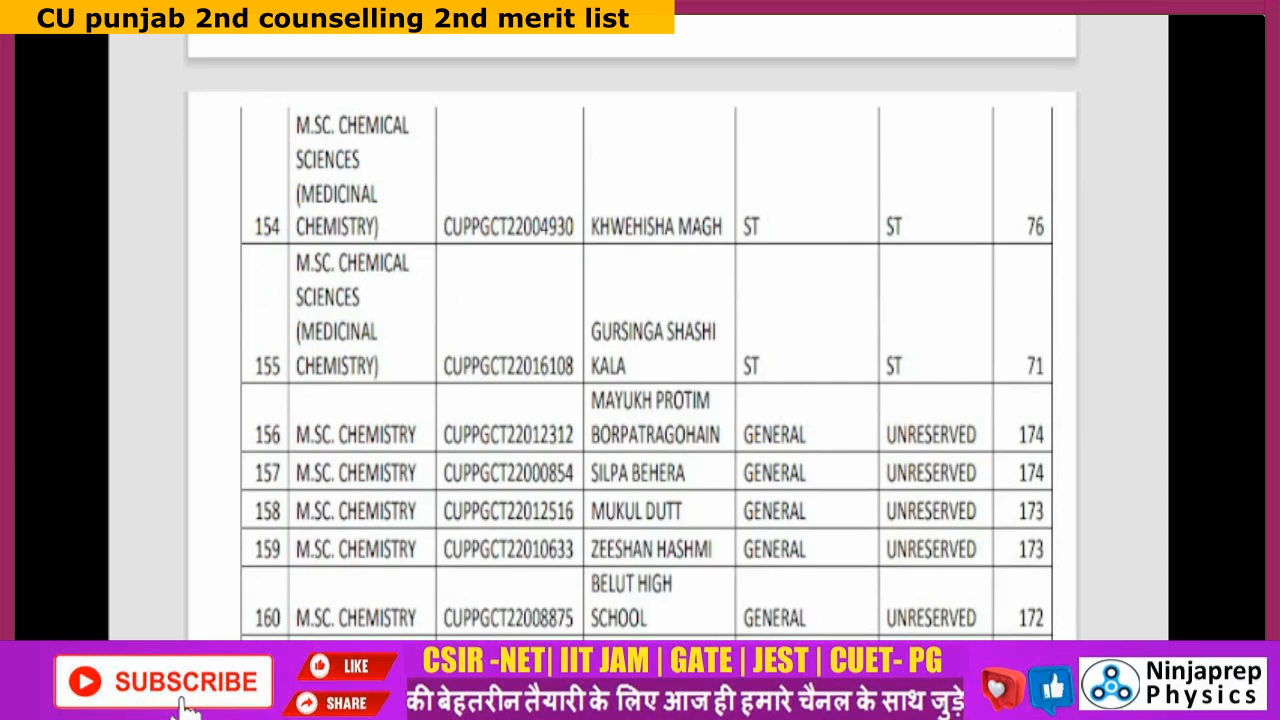 CU punjab 2nd counselling 2nd merit list
M.SC. CHEMICAL
SCIENCES
(MEDICINAL
154 CHEMISTRY) CUPPGCT22004930 KHWEHISHA MAGH ST ST 76
M.SC. CHEMICAL
SCIENCES
(MEDICINAL GURSINGA SHASHI
155 CHEMISTRY) CUPPGCT22016108 KALA ST ST 71
MAYUKH PROTIM
156 M.SC. CHEMISTRY CUPPGCT22012312 BORPATRAGOHAIN GENERAL UNRESERVED 174
157 M.SC. CHEMISTRY CUPPGCT22000854 SILPA BEHERA GENERAL UNRESERVED 174
158 M.SC. CHEMISTRY CUPPGCT22012516 MUKUL DUTT GENERAL UNRESERVED 173
159 M.SC. CHEMISTRY CUPPGCT22010633 ZEESHAN HASHMI GENERAL UNRESERVED 173
BELUT HIGH
160 M.SC. CHEMISTRY CUPPGCT22008875 SCHOOL GENERAL UNRESERVED 172
SUBSCRIBE
LIKE
SHARE
CSIR -NET| IIT JAM | GATE | JEST | CUET- PG
की बेहतरीन तैयारी के लिए आज ही हमारे चैनल के साथ जुड़े
Ninjaprep
Physics